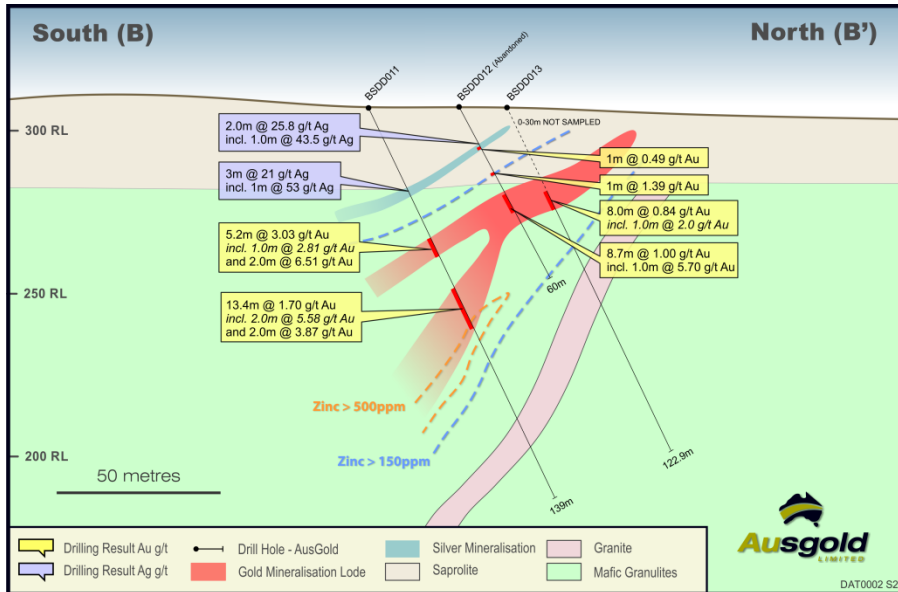 South (B)
North (B')
BSDD011
BSDD012 (Abandoned)
BSDD013
0-30m NOT SAMPLED
300 RL
250 RL
200 RL
2.0m @ 25.8 g/t Ag
incl. 1.0m @ 43.5 g/t Ag
3m @ 21 g/t Ag
incl. 1m @ 53 g/t Ag
5.2m @ 3.03 g/t Au
incl. 1.0m @ 2.81 g/t Au
and 2.0m @ 6.51 g/t Au
13.4m @ 1.70 g/t Au
incl. 2.0m @ 5.58 g/t Au
and 2.0m @ 3.87 g/t Au
1m @ 0.49 g/t Au
1m @ 1.39 g/t Au
8.0m @ 0.84 g/t Au
incl. 1.0m @ 2.0 g/t Au
8.7m @ 1.00 g/t Au
incl. 1.0m @ 5.70 g/t Au
60m
122.9m
139m
Zinc > 500ppm
Zinc > 150ppm
50 metres
Drilling Result Au g/t
Drilling Result Ag g/t
Drill Hole - AusGold
Gold Mineralisation Lode
Silver Mineralisation
Saprolite
Granite
Mafic Granulites
Ausgold
LIMITED
DAT0002 S2